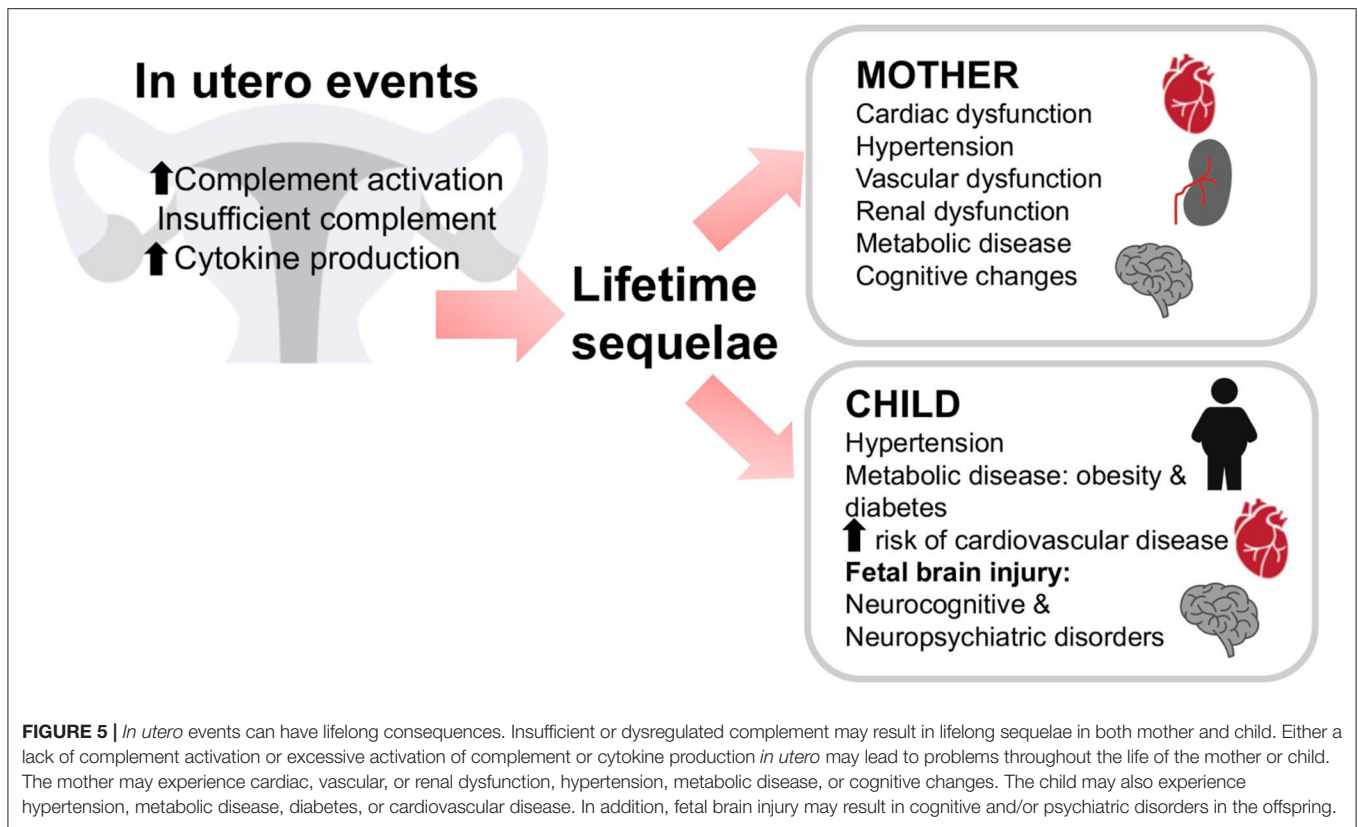 In utero events
⬆Complement activation
Insufficient complement
⬆Cytokine production
Lifetime
sequelae
MOTHER
Cardiac dysfunction
Hypertension
Vascular dysfunction
Renal dysfunction
Metabolic disease
Cognitive changes
CHILD
Hypertension
Metabolic disease: obesity &
diabetes
⬆ risk of cardiovascular disease
Fetal brain injury:
Neurocognitive &
Neuropsychiatric disorders
FIGURE 5 | In utero events can have lifelong consequences. Insufficient or dysregulated complement may result in lifelong sequelae in both mother and child. Either a
lack of complement activation or excessive activation of complement or cytokine production in utero may lead to problems throughout the life of the mother or child.
The mother may experience cardiac, vascular, or renal dysfunction, hypertension, metabolic disease, or cognitive changes. The child may also experience
hypertension, metabolic disease, diabetes, or cardiovascular disease. In addition, fetal brain injury may result in cognitive and/or psychiatric disorders in the offspring.